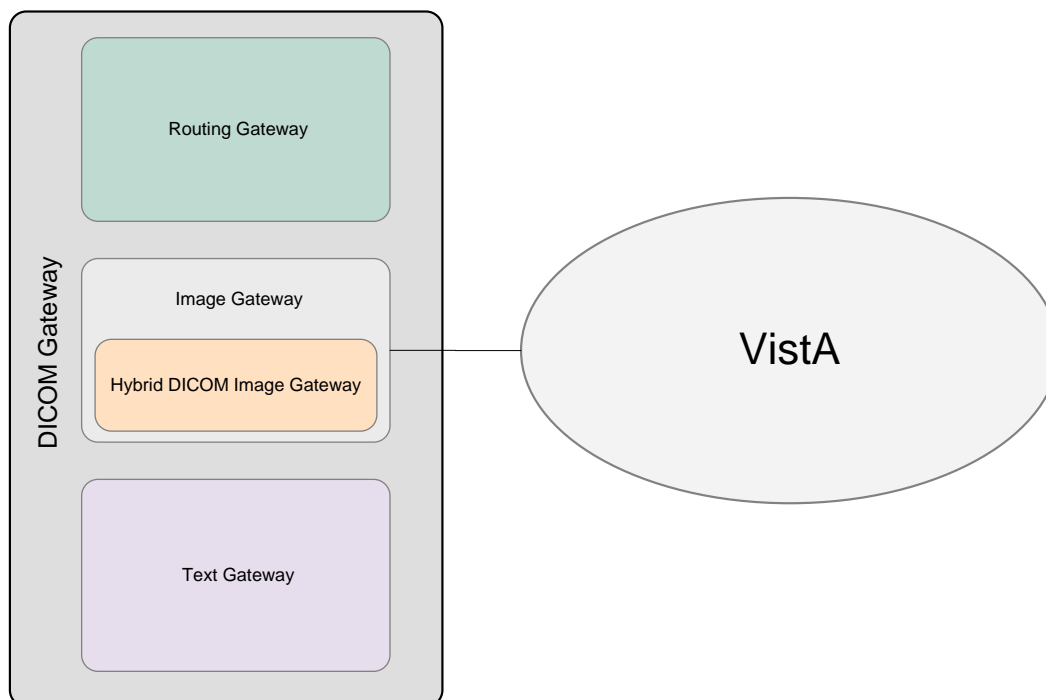 DICOM Gateway
Routing Gateway
Image Gateway
Hybrid DICOM Image Gateway
Text Gateway
VistA